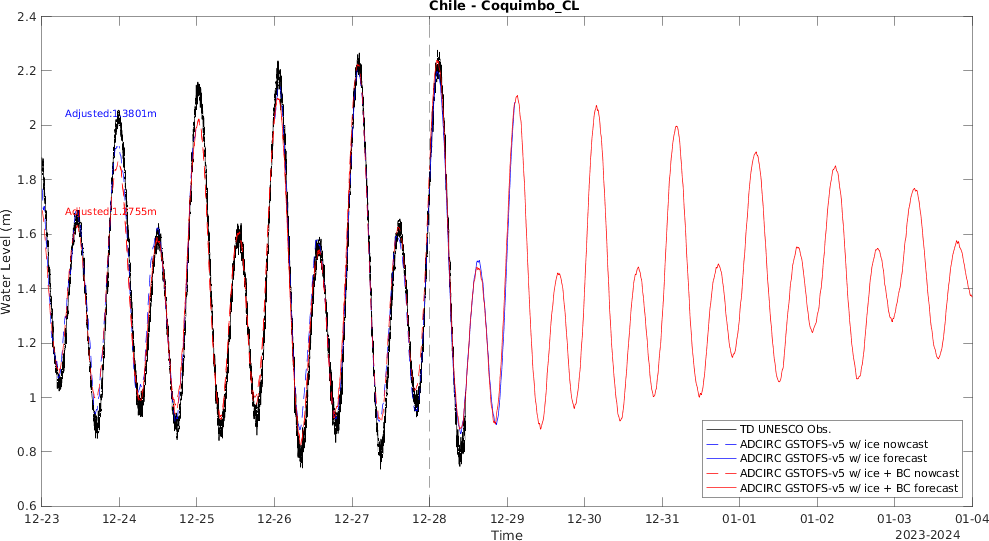 Chile - Coquimbo_CL
2.4
2.2
2
1.8
1.6
1.4
1.2
1
0.8
0.6
Water Level (m)
Adjusted:1.3801m
Adjusted:1.2755m
TD UNESCO Obs.
ADCIRC GSTOFS-v5 w/ ice nowcast
ADCIRC GSTOFS-v5 w/ ice forecast
ADCIRC GSTOFS-v5 w/ ice + BC nowcast
ADCIRC GSTOFS-v5 w/ ice + BC forecast
12-23 12-24 12-25 12-26 12-27 12-28 12-29 12-30 12-31 01-01 01-02 01-03 01-04
Time
2023-2024